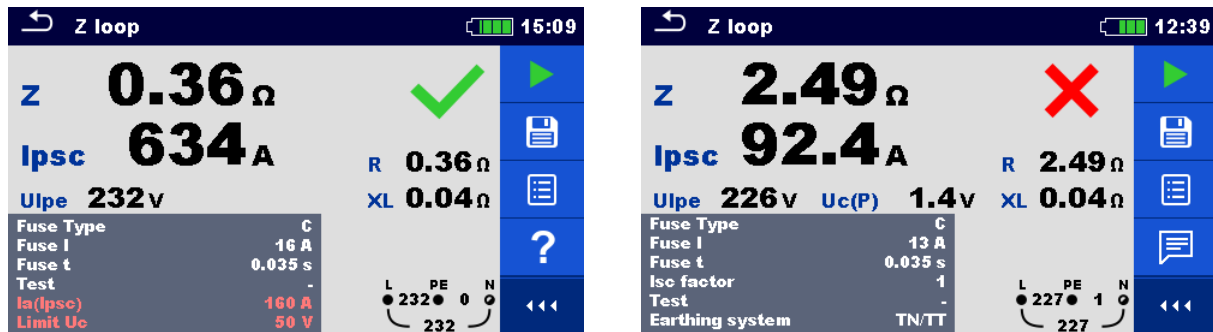 Z loop 15:09
Z 0.36 Ω
Ipsc 634 A
R 0.36 Ω
Ulpe 232 V
XL 0.04 Ω
Fuse Type C
Fuse I 16 A
Fuse t 0.035 s
Test -
Ia(Ipsc) 160 A
Limit Uc 50 V
L PE N
232 0
232
?
Z loop 12:39
Z 2.49 Ω
Ipsc 92.4 A
R 2.49 Ω
Ulpe 226 V Uc(P) 1.4 V
XL 0.04 Ω
Fuse Type C
Fuse I 13 A
Fuse t 0.035 s
Isc factor 1
Test -
Earthing system TN/TT
L PE N
227 1
227